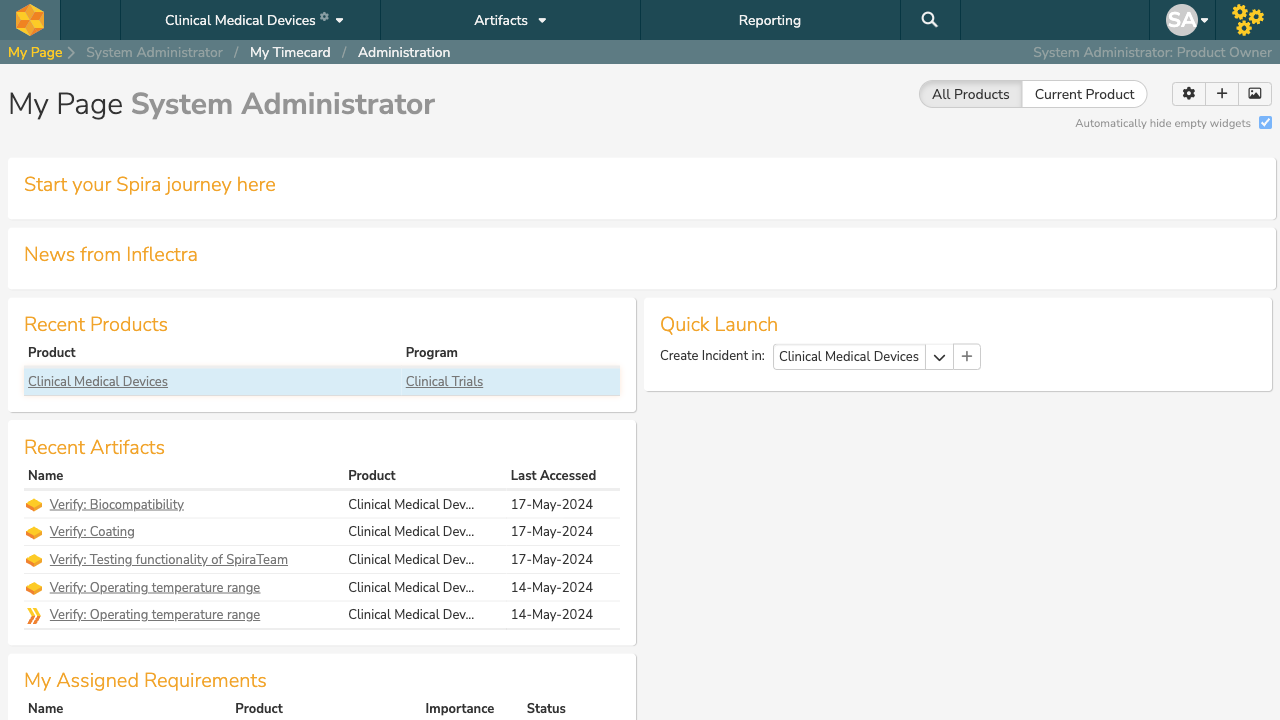 Clinical Medical Devices Artifacts Reporting SA
My Page System Administrator / My Timecard / Administration System Administrator: Product Owner
My Page System Administrator
All Products Current Product
Automatically hide empty widgets
Start your Spira journey here
News from Inflectra
Recent Products
Product Program
Clinical Medical Devices Clinical Trials
Quick Launch
Create Incident in: Clinical Medical Devices
Recent Artifacts
Name Product Last Accessed
Verify: Biocompatibility Clinical Medical Dev... 17-May-2024
Verify: Coating Clinical Medical Dev... 17-May-2024
Verify: Testing functionality of SpiraTeam Clinical Medical Dev... 17-May-2024
Verify: Operating temperature range Clinical Medical Dev... 14-May-2024
Verify: Operating temperature range Clinical Medical Dev... 14-May-2024
My Assigned Requirements
Name Product Importance Status